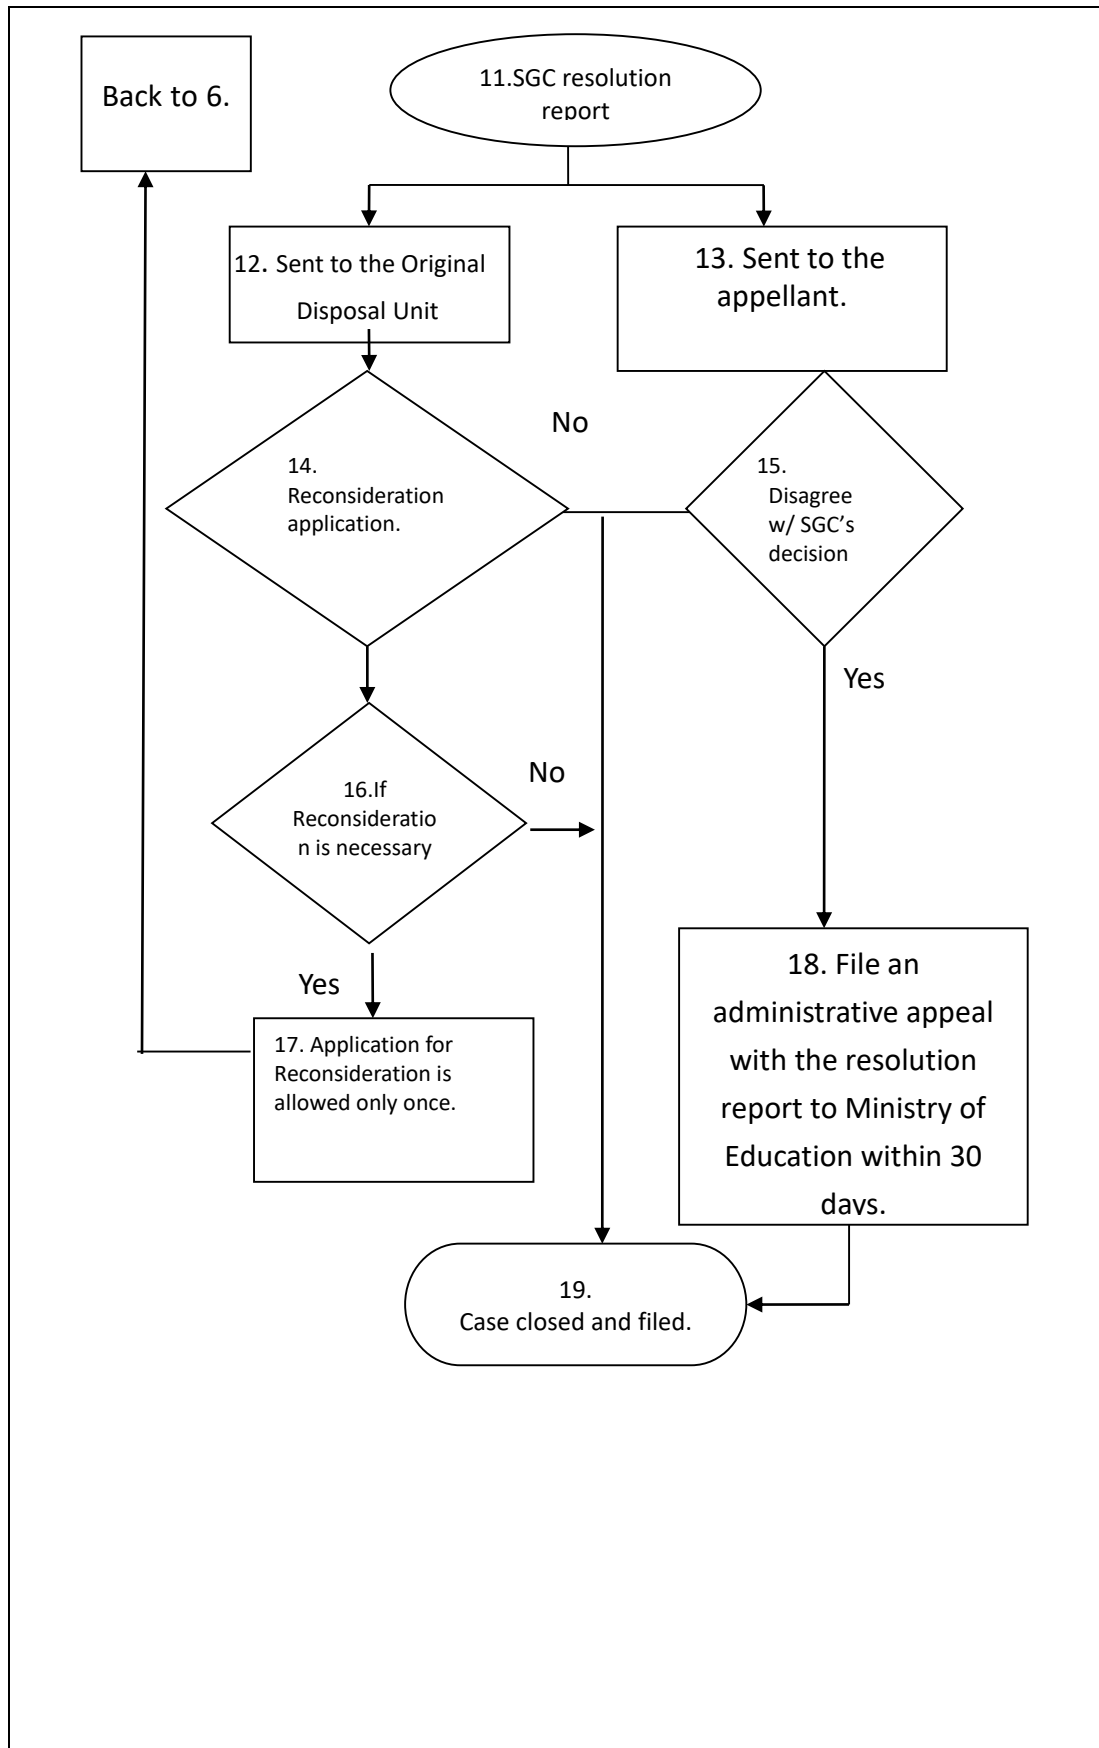 Back to 6.
11.SGC resolution
report
12. Sent to the Original
Disposal Unit
13. Sent to the
appellant.
No
14.
Reconsideration
application.
15.
Disagree
w/ SGC’s
decision
Yes
16.If
Reconsideratio
n is necessary
No
Yes
17. Application for
Reconsideration is
allowed only once.
18. File an
administrative appeal
with the resolution
report to Ministry of
Education within 30
days.
19.
Case closed and filed.